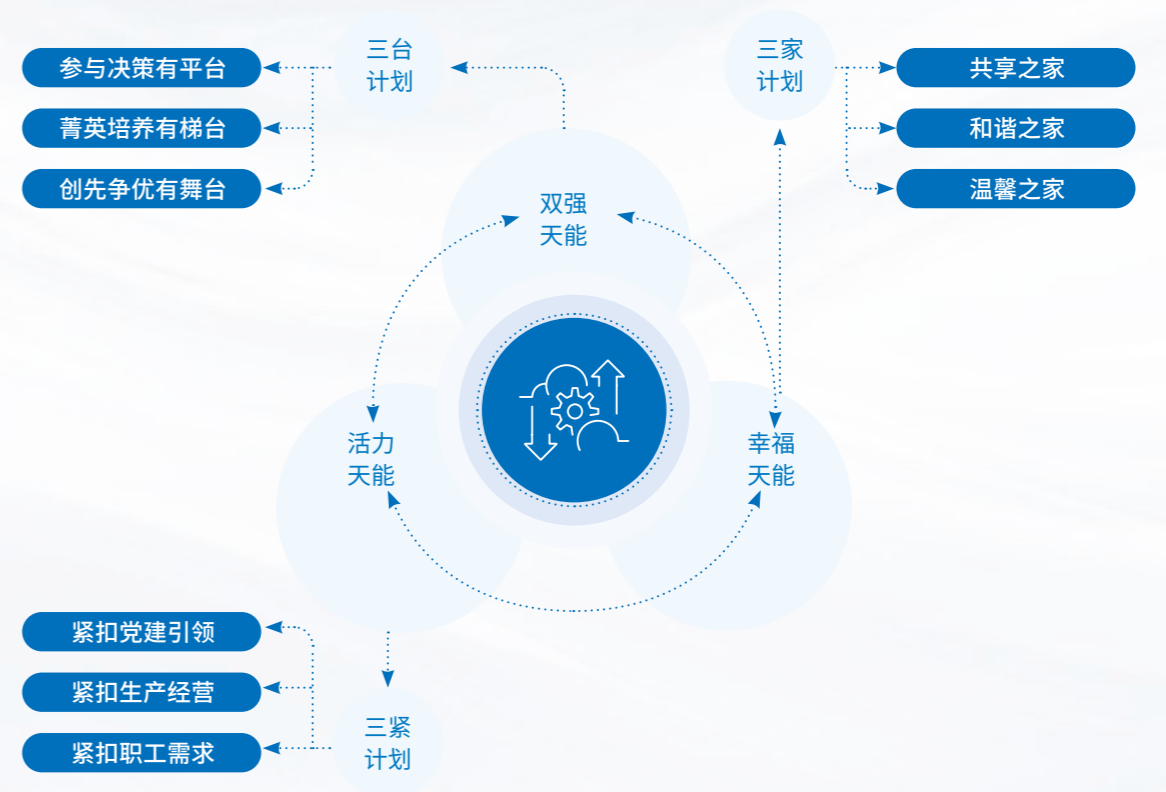 三台
计划
参与决策有平台
菁英培养有梯台
创先争优有舞台
三家
计划
共享之家
和谐之家
温馨之家
双强
天能
活力
天能
幸福
天能
紧扣党建引领
紧扣生产经营
紧扣职工需求
三紧
计划